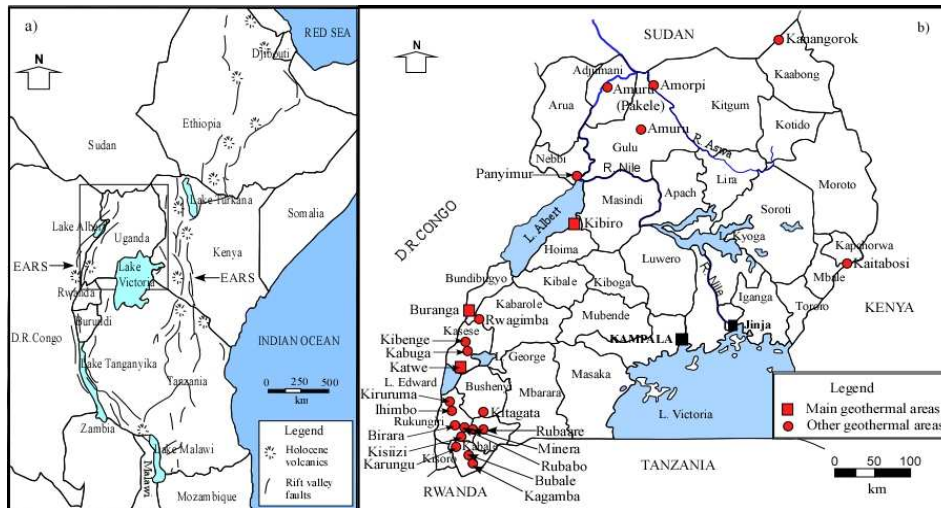 a)
RED SEA
N
Djibouti
Ethiopia
Sudan
Lake Turkana
Somalia
Lake Albert
Uganda
Kenya
EARS
Lake
Victoria
EARS
Rwanda
Burundi
D.R.Congo
INDIAN OCEAN
Lake Tanganyika
Tanzania
0 250 500
km
Zambia
Lake Malawi
Malawi
Mozambique
Legend
Holocene
volcanics
Rift valley
faults
b)
SUDAN
N
Kanangorok
Adjumani
Kaabong
Amuru
(Pakele)
Amorpi
Arua
Kitgum
Kotido
Amuru
Gulu
R. Aswa
Nebbi
R. Nile
Panyimur
Lira
Apach
Moroto
Masindi
D.R.CONGO
L. Albert
Kibiro
Soroti
L. Kyoga
Hoima
Kapchorwa
Luwero
Kaitabosi
Mbale
Bundibugyo
R. Nile
Kibale
Kiboga
Kabarole
Iganga
Tororo
KENYA
Buranga
Rwagimba
Mubende
Jinja
Kasese
KAMPALA
Kibenge
Kabuga
George
Katwe
Masaka
L. Edward
Bushenyi
Mbarara
Kiruruma
Ihimbo
Kitagata
L. Victoria
Rukungiri
Birara
Rubaare
Kisiizi
Minera
Kabala
Karungu
Kisoro
Rubabo
Bubale
RWANDA
Kagamba
TANZANIA
Legend
Main geothermal areas
Other geothermal areas
0 50 100
km